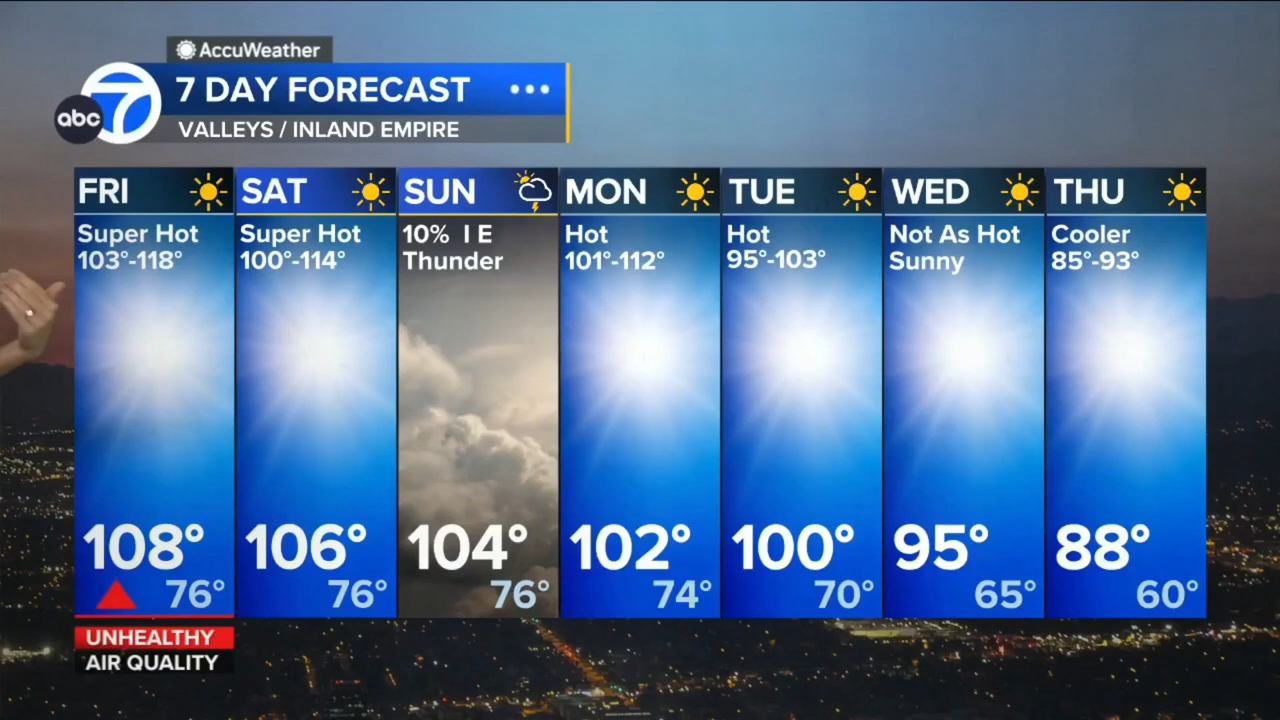 AccuWeather
abc 7
7 DAY FORECAST
VALLEYS / INLAND EMPIRE
FRI
Super Hot
103°-118°
108°
76°
UNHEALTHY
AIR QUALITY
SAT
Super Hot
100°-114°
106°
76°
SUN
10% I E
Thunder
104°
76°
MON
Hot
101°-112°
102°
74°
TUE
Hot
95°-103°
100°
70°
WED
Not As Hot
Sunny
95°
65°
THU
Cooler
85°-93°
88°
60°